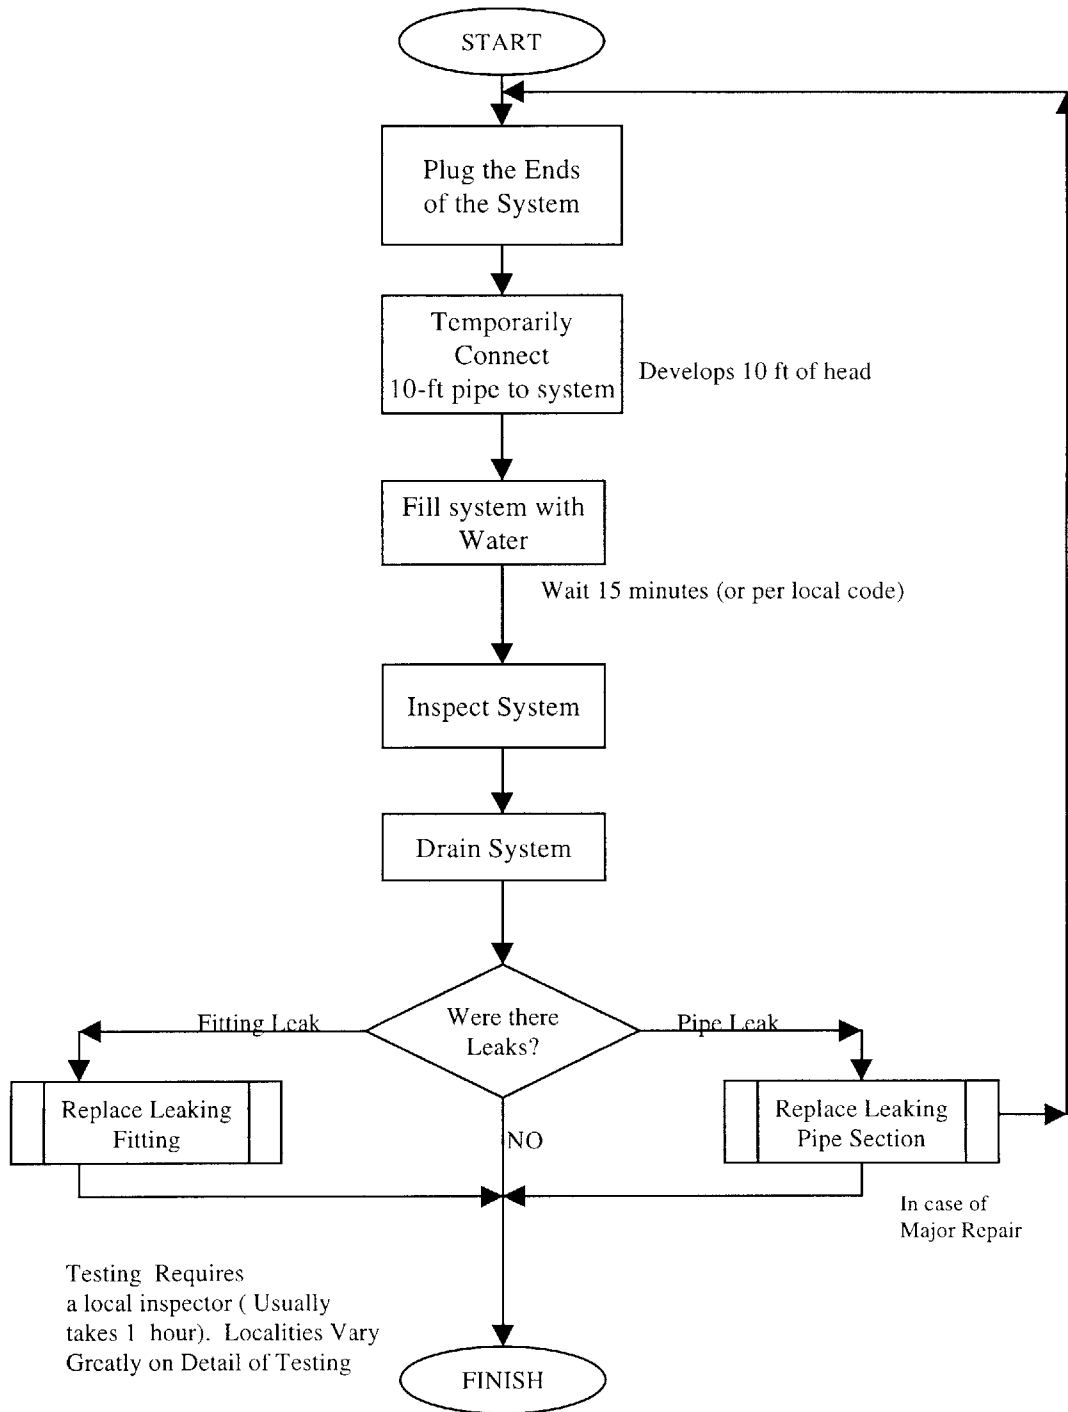 START
Plug the Ends
of the System
Temporarily
Connect
10-ft pipe to system
Develops 10 ft of head
Fill system with
Water
Wait 15 minutes (or per local code)
Inspect System
Drain System
Were there
Leaks?
Fitting Leak
Pipe Leak
Replace Leaking
Fitting
NO
Replace Leaking
Pipe Section
In case of
Major Repair
Testing Requires
a local inspector ( Usually
takes 1 hour). Localities Vary
Greatly on Detail of Testing
FINISH